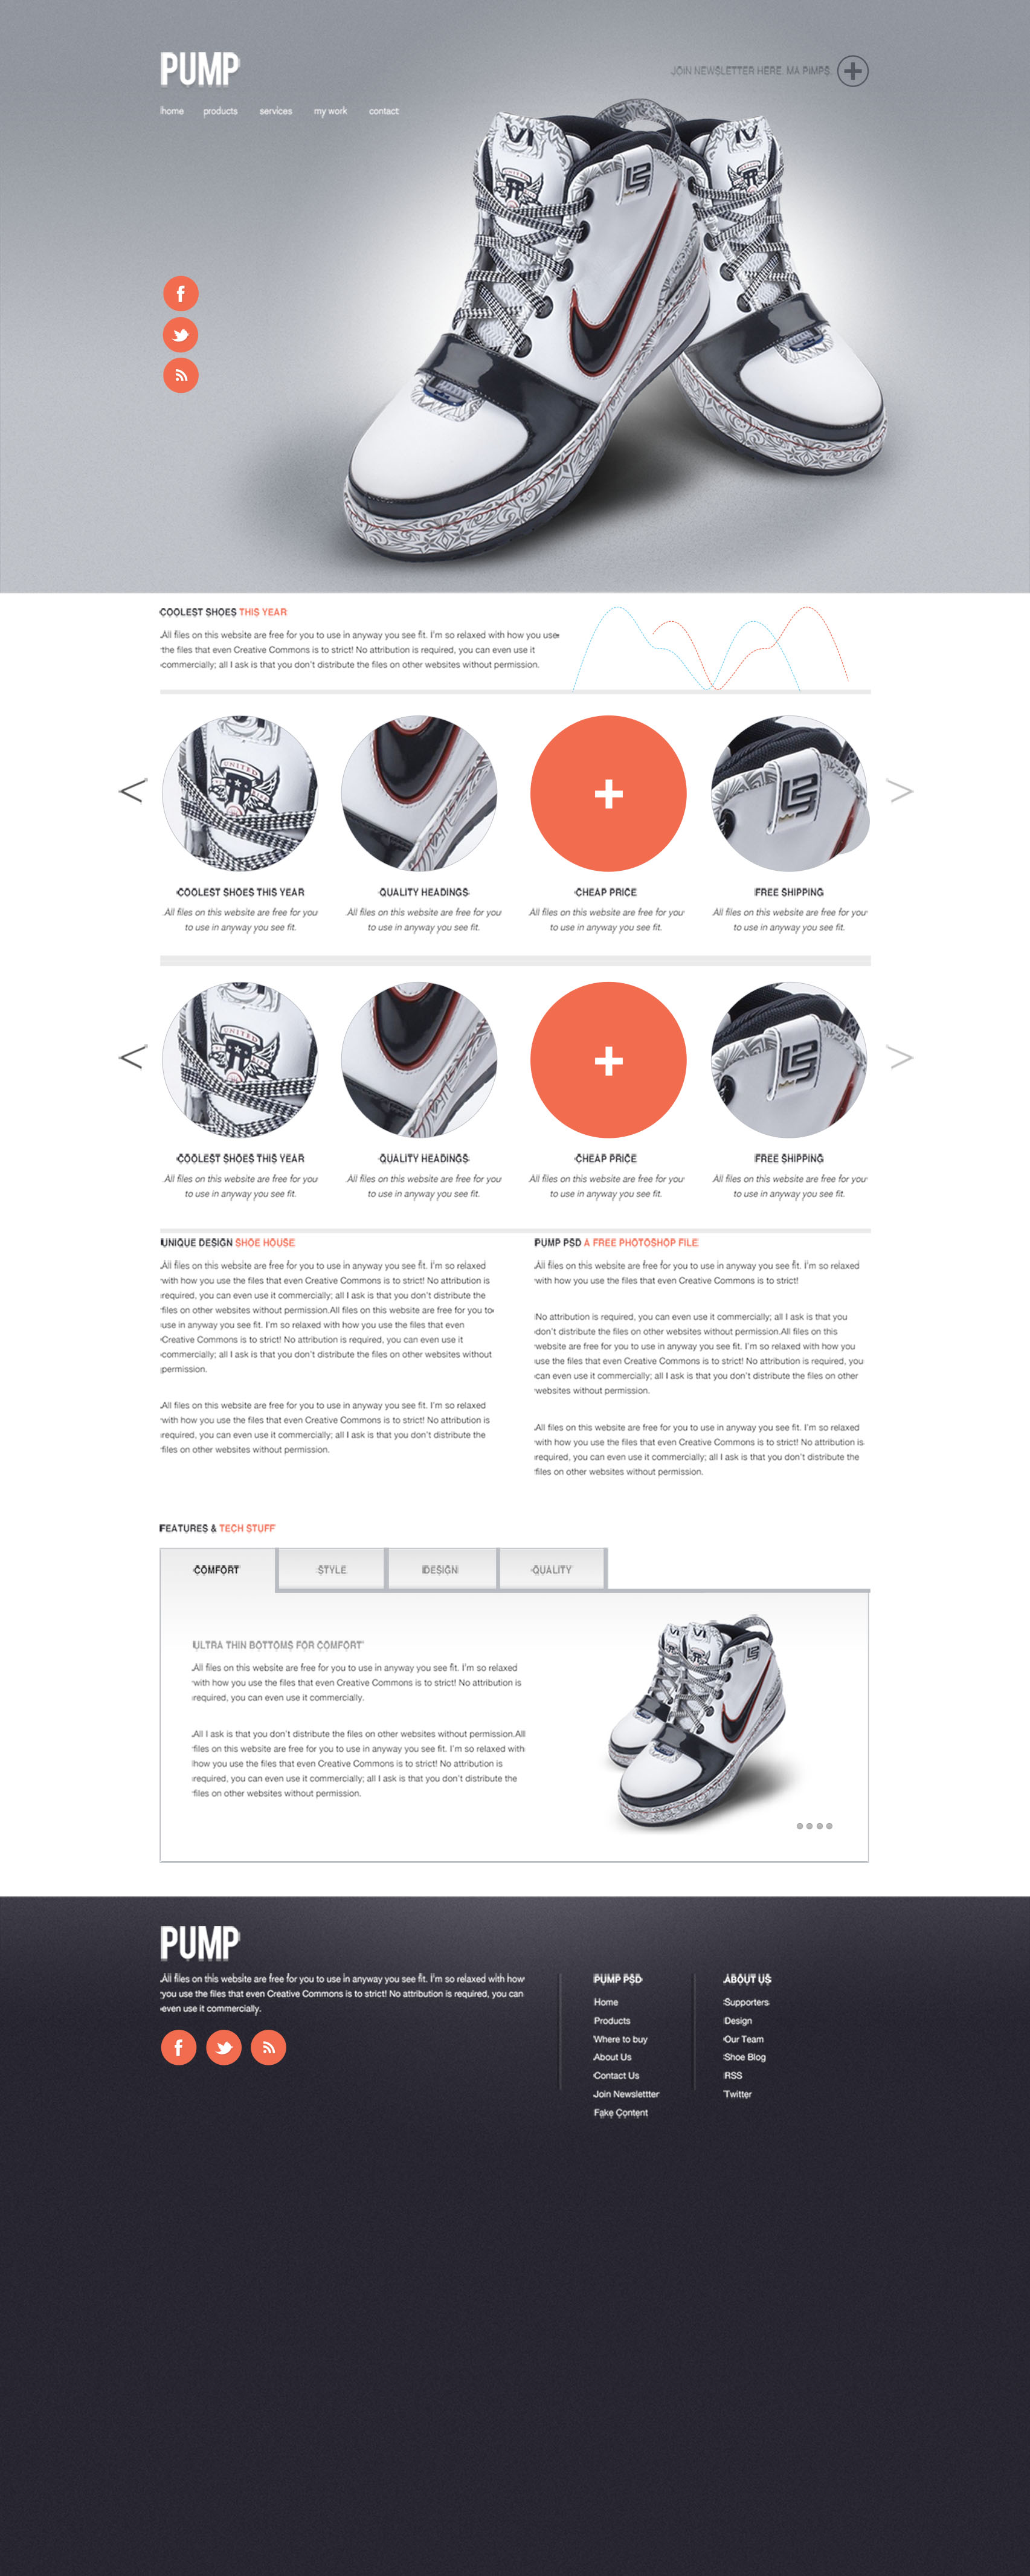 PUMP
JOIN NEWSLETTER HERE, MA PIMPS.
home products services my work contact
VI IV
COOLEST SHOES THIS YEAR
All files on this website are free for you to use in anyway you see fit. I'm so relaxed with how you use
the files that even Creative Commons is to strict! No attribution is required, you can even use it
commercially; all I ask is that you don't distribute the files on other websites without permission.
< >
UNITED
COOLEST SHOES THIS YEAR QUALITY HEADINGS CHEAP PRICE FREE SHIPPING
All files on this website are free for you All files on this website are free for you All files on this website are free for you All files on this website are free for you
to use in anyway you see fit. to use in anyway you see fit. to use in anyway you see fit. to use in anyway you see fit.
< >
UNITED
COOLEST SHOES THIS YEAR QUALITY HEADINGS CHEAP PRICE FREE SHIPPING
All files on this website are free for you All files on this website are free for you All files on this website are free for you All files on this website are free for you
to use in anyway you see fit. to use in anyway you see fit. to use in anyway you see fit. to use in anyway you see fit.
UNIQUE DESIGN SHOE HOUSE
All files on this website are free for you to use in anyway you see fit. I'm so relaxed
with how you use the files that even Creative Commons is to strict! No attribution is
required, you can even use it commercially; all I ask is that you don't distribute the
files on other websites without permission.All files on this website are free for you to
use in anyway you see fit. I'm so relaxed with how you use the files that even
Creative Commons is to strict! No attribution is required, you can even use it
commercially; all I ask is that you don't distribute the files on other websites without
permission.
All files on this website are free for you to use in anyway you see fit. I'm so relaxed
with how you use the files that even Creative Commons is to strict! No attribution is
required, you can even use it commercially; all I ask is that you don't distribute the
files on other websites without permission.
PUMP PSD A FREE PHOTOSHOP FILE
All files on this website are free for you to use in anyway you see fit. I'm so relaxed
with how you use the files that even Creative Commons is to strict!
No attribution is required, you can even use it commercially; all I ask is that you
don't distribute the files on other websites without permission.All files on this
website are free for you to use in anyway you see fit. I'm so relaxed with how you
use the files that even Creative Commons is to strict! No attribution is required, you
can even use it commercially; all I ask is that you don't distribute the files on other
websites without permission.
All files on this website are free for you to use in anyway you see fit. I'm so relaxed
with how you use the files that even Creative Commons is to strict! No attribution is
required, you can even use it commercially; all I ask is that you don't distribute the
files on other websites without permission.
FEATURES & TECH STUFF
COMFORT STYLE DESIGN QUALITY
ULTRA THIN BOTTOMS FOR COMFORT
All files on this website are free for you to use in anyway you see fit. I'm so relaxed
with how you use the files that even Creative Commons is to strict! No attribution is
required, you can even use it commercially.
All I ask is that you don't distribute the files on other websites without permission.All
files on this website are free for you to use in anyway you see fit. I'm so relaxed with
how you use the files that even Creative Commons is to strict! No attribution is
required, you can even use it commercially; all I ask is that you don't distribute the
files on other websites without permission.
PUMP
All files on this website are free for you to use in anyway you see fit. I'm so relaxed with how
you use the files that even Creative Commons is to strict! No attribution is required, you can
even use it commercially.
PUMP PSD
Home
Products
Where to buy
About Us
Contact Us
Join Newslettter
Fake Content
ABOUT US
Supporters
Design
Our Team
Shoe Blog
RSS
Twitter